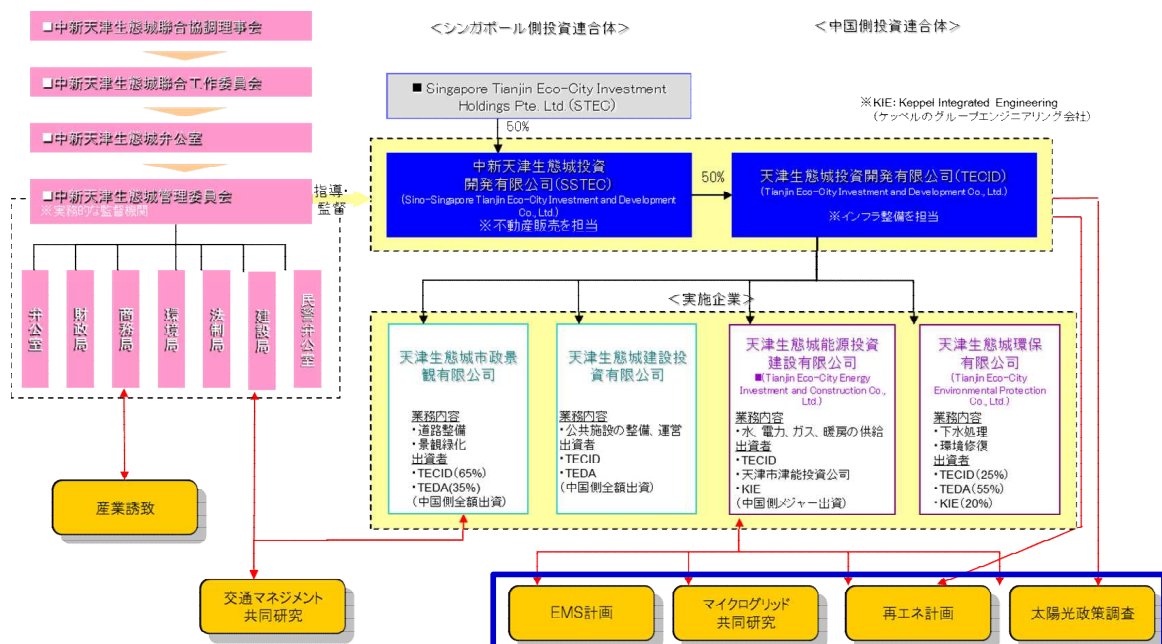 ■中新天津生態城聯合協調理事会
■中新天津生態城聯合工作委員会
■中新天津生態城弁公室
■中新天津生態城管理委員会
※実務的な監督機関
指導・
監督
弁公室
財政局
商務局
環境局
法制局
建設局
民警弁公室
＜シンガポール側投資連合体＞
＜中国側投資連合体＞
■ Singapore Tianjin Eco-City Investment
Holdings Pte. Ltd.(STEC)
※KIE: Keppel Integrated Engineering
(ケッペルのグループエンジニアリング会社)
50%
中新天津生態城投資
開発有限公司(SSTEC)
(Sino-Singapore Tianjin Eco-City Investment and Development
Co., Ltd.)
※不動産販売を担当
50%
天津生態城投資開発有限公司(TECID)
(Tianjin Eco-City Investment and Development Co., Ltd.)
※インフラ整備を担当
＜実施企業＞
天津生態城市政景
観有限公司
業務内容
・道路整備
・景観緑化
出資者
・TECID(65%)
・TEDA(35%)
(中国側全額出資)
天津生態城建設投
資有限公司
業務内容
・公共施設の整備、運営
出資者
・TECID
・TEDA
(中国側全額出資)
天津生態城能源投資
建設有限公司
■(Tianjin Eco-City Energy
Investment and Construction Co.,
Ltd.)
業務内容
・水、電力、ガス、暖房の供給
出資者
・TECID
・天津市津能投資公司
・KIE
(中国側メジャー出資)
天津生態城環保
有限公司
(Tianjin Eco-City
Environmental Protection
Co., Ltd.)
業務内容
・下水処理
・環境修復
出資者
・TECID(25%)
・TEDA(55%)
・KIE(20%)
産業誘致
交通マネジメント
共同研究
EMS計画
マイクログリッド
共同研究
再エネ計画
太陽光政策調査